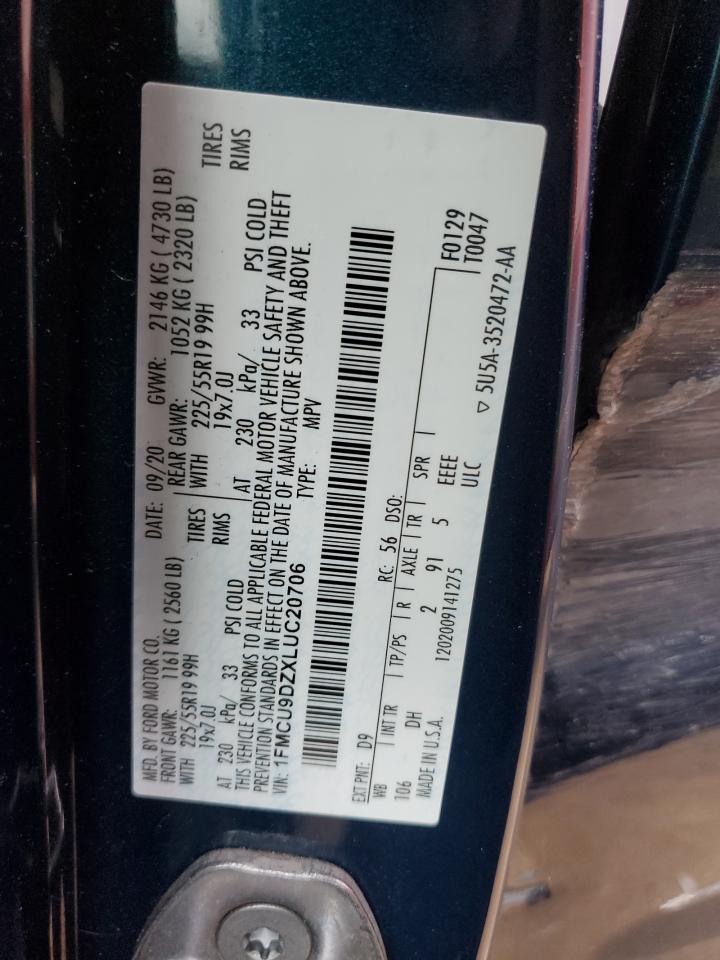 MFD. BY FORD MOTOR CO. DATE: 09/20 GVWR: 2146 KG ( 4730 LB)
FRONT GAWR: 1161 KG ( 2560 LB) REAR GAWR: 1052 KG ( 2320 LB)
WITH 225/55R19 99H TIRES WITH 225/55R19 99H TIRES
19x7.0J RIMS 19x7.0J RIMS
AT 230 kPa/ 33 PSI COLD AT 230 kPa/ 33 PSI COLD
THIS VEHICLE CONFORMS TO ALL APPLICABLE FEDERAL MOTOR VEHICLE SAFETY AND THEFT
PREVENTION STANDARDS IN EFFECT ON THE DATE OF MANUFACTURE SHOWN ABOVE.
VIN: 1FMCU9DZXLUC20706 TYPE: MPV
EXT PNT: D9 RC: 56 DSO:
WB INT TR TP/PS R AXLE TR SPR F0129
106 DH 2 91 5 EEEE T0047
MADE IN U.S.A. 1202009141275 ULC 5U5A-3520472-AA